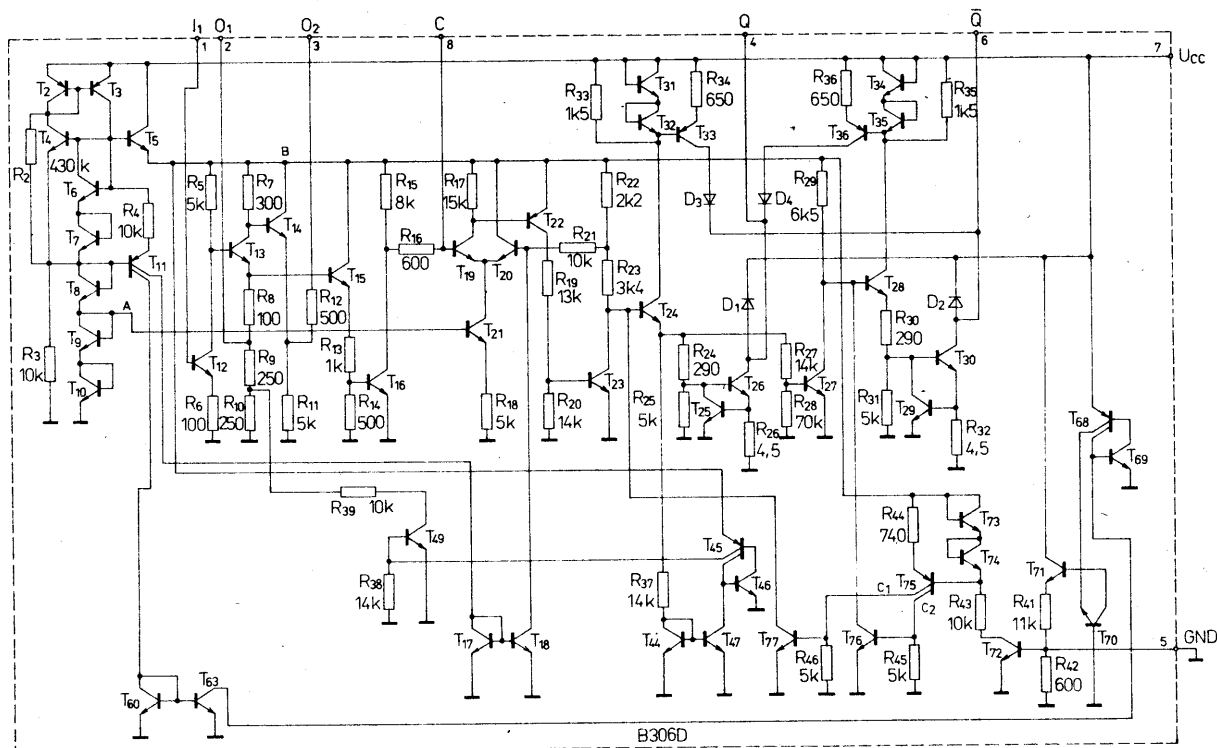 I1 O1 O2 C Q Q̅
1 2 3 8 4 6
7 UCC
T2 T3
T4 T5
R2 430k
T6
R4 10k
T7
T11
T8
A
T9
R3 10k
T10
B
R5 5k
R7 300
T14
T13
R8 100
T15
R12 500
R9 250
R13 1k
T12
T16
R6 100
R10 250
R11 5k
R14 500
R15 8k
R16 600
R17 15k
T19 T20
T22
R21 10k
R19 13k
T21
R18 5k
R20 14k
T23
R22 2k2
R23 3k4
T24
R33 1k5
T31
R34 650
T32 T33
D3 D4
R36 650
T34
R35 1k5
T35
T36
R29 6k5
D1
T28
D2
R24 290
R27 14k
R30 290
T26 T27
T30
R25 5k
T25
R28 70k
R31 5k
T29
R26 4,5
R32 4,5
T68
T69
R39 10k
T49
R38 14k
T45
T46
R44 740
T73
T74
T75
C1
C2
T71
R37 14k
R43 10k
R41 11k
T70
T17 T18
T44 T47
T77
R46 5k
T76
R45 5k
T72
R42 600
5 GND
T60 T63
B306D